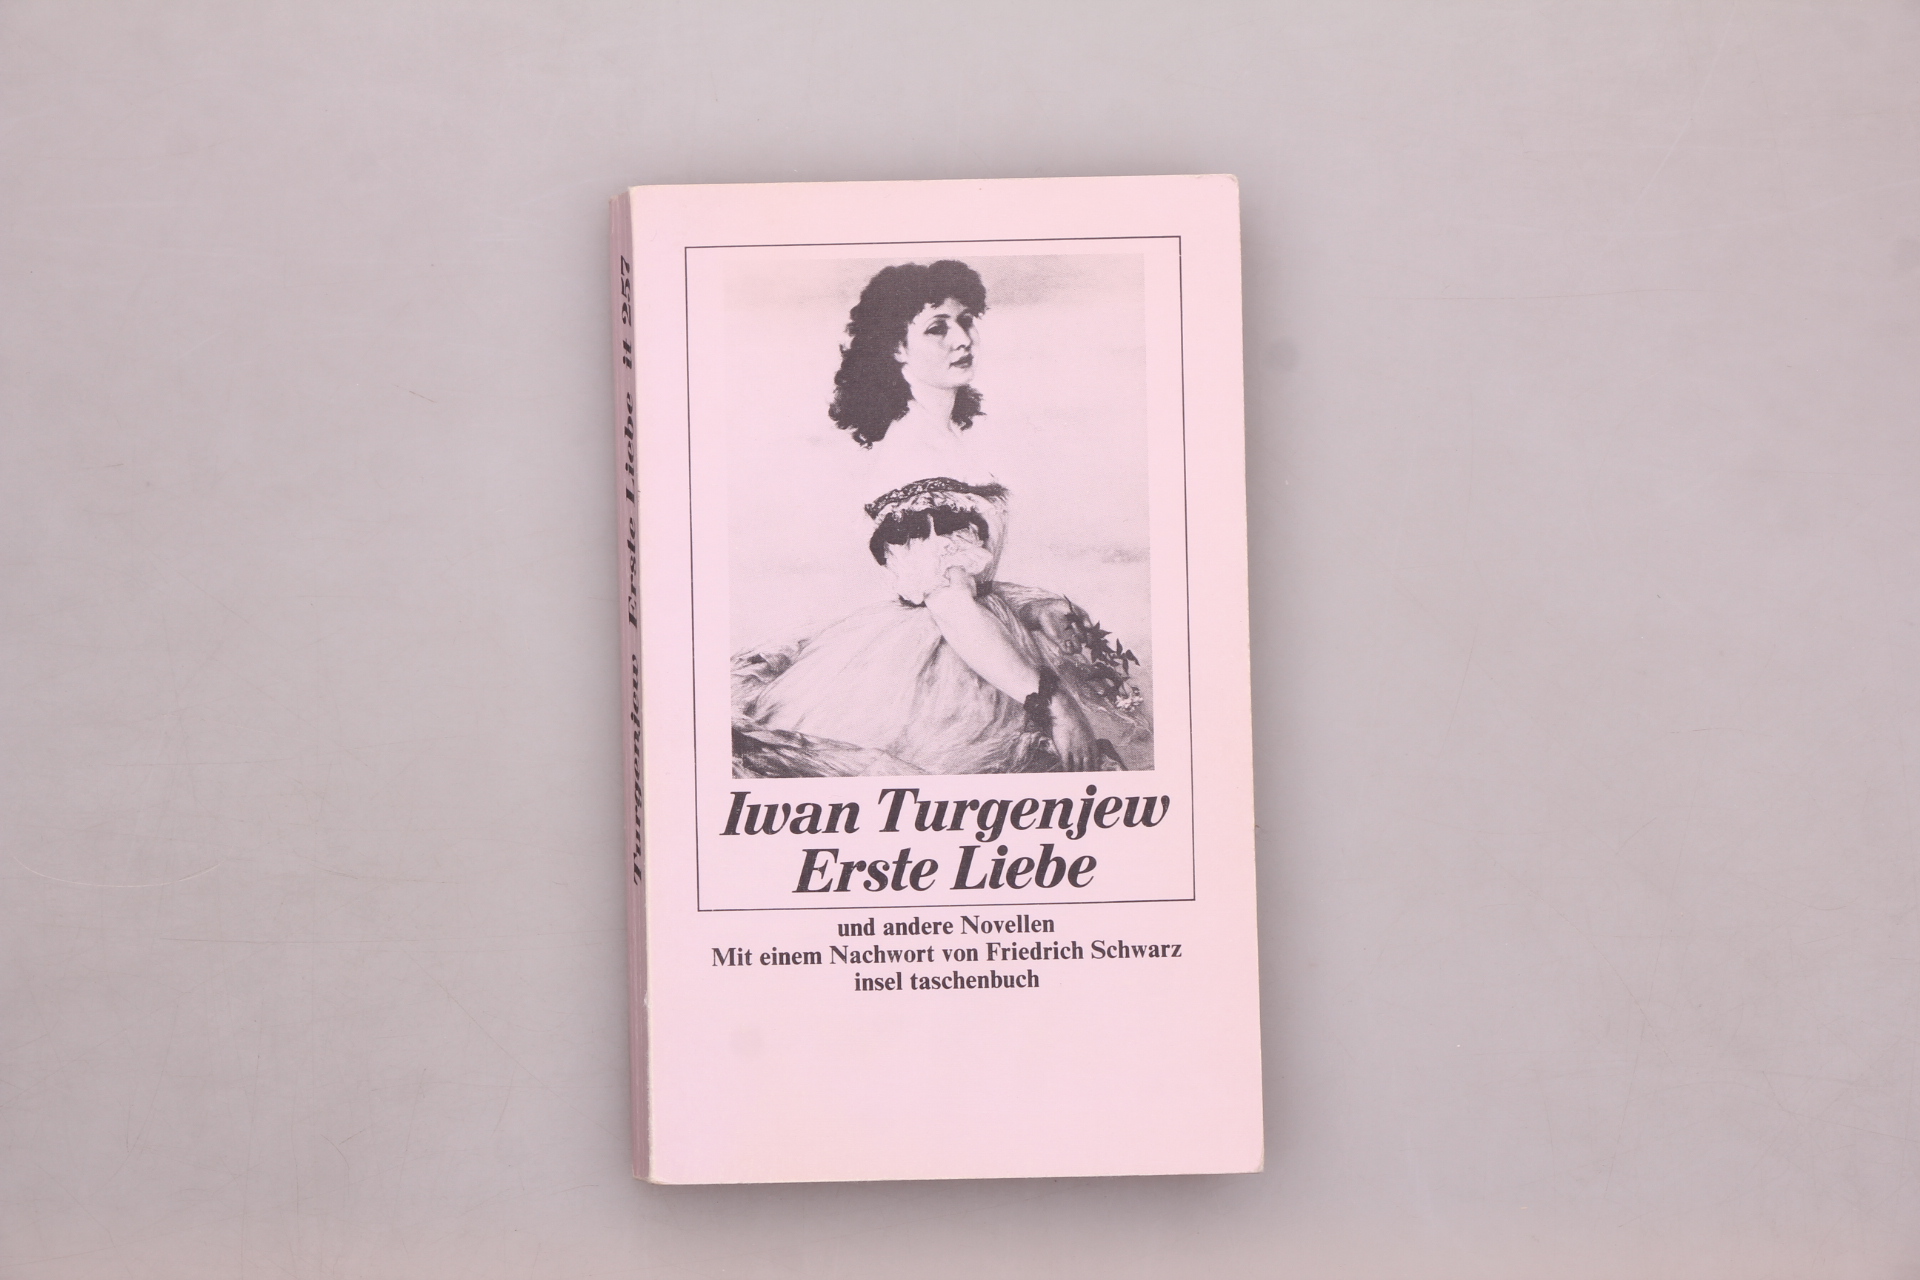 Iwan Turgenjew
Erste Liebe
und andere Novellen
Mit einem Nachwort von Friedrich Schwarz
insel taschenbuch
Turgenjew Erste Liebe it 257